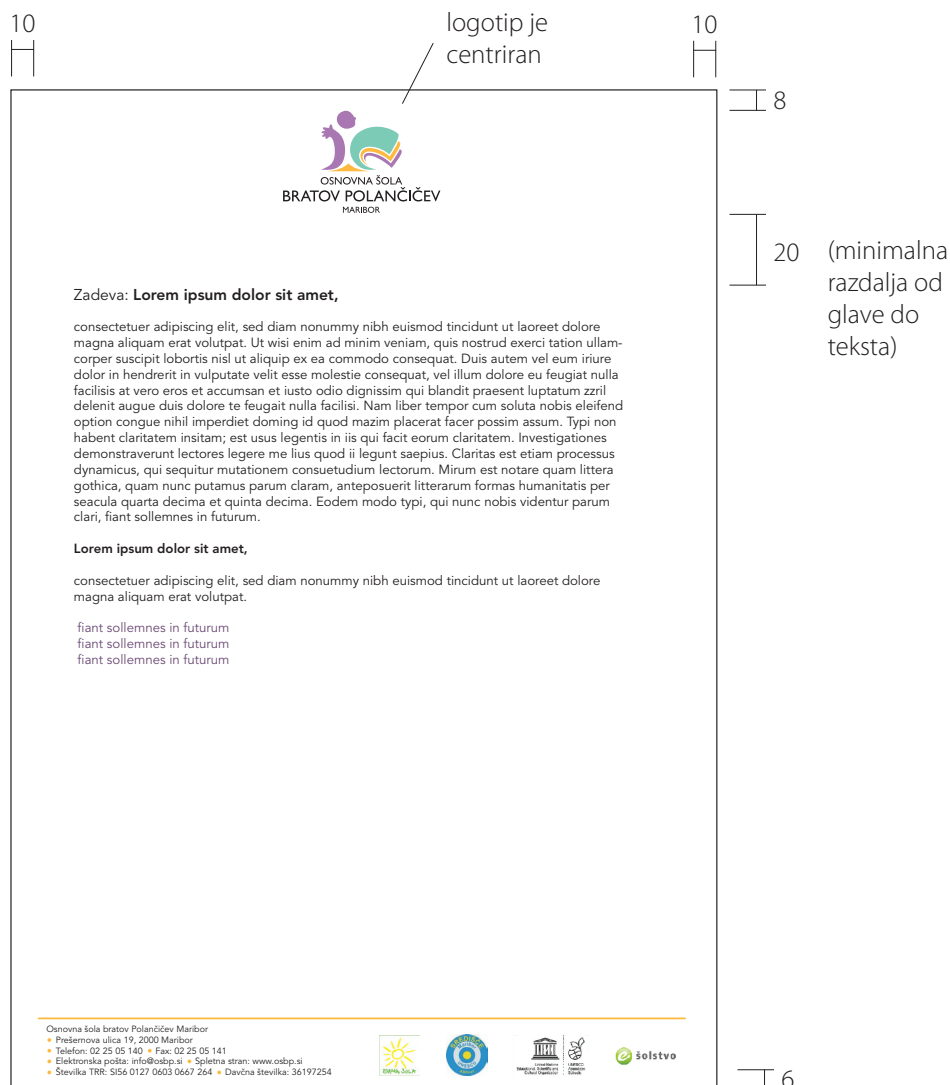 10
logotip je
centriran
10
8
OSNOVNA ŠOLA
BRATOV POLANČIČEV
MARIBOR
20
(minimalna
razdalja od
glave do
teksta)
Zadeva: Lorem ipsum dolor sit amet,
consectetuer adipiscing elit, sed diam nonummy nibh euismod tincidunt ut laoreet dolore
magna aliquam erat volutpat. Ut wisi enim ad minim veniam, quis nostrud exerci tation ullam-
corper suscipit lobortis nisl ut aliquip ex ea commodo consequat. Duis autem vel eum iriure
dolor in hendrerit in vulputate velit esse molestie consequat, vel illum dolore eu feugiat nulla
facilisis at vero eros et accumsan et iusto odio dignissim qui blandit praesent luptatum zzril
delenit augue duis dolore te feugait nulla facilisi. Nam liber tempor cum soluta nobis eleifend
option congue nihil imperdiet doming id quod mazim placerat facer possim assum. Typi non
habent claritatem insitam; est usus legentis in iis qui facit eorum claritatem. Investigationes
demonstraverunt lectores legere me lius quod ii legunt saepius. Claritas est etiam processus
dynamicus, qui sequitur mutationem consuetudium lectorum. Mirum est notare quam littera
gothica, quam nunc putamus parum claram, anteposuerit litterarum formas humanitatis per
seacula quarta decima et quinta decima. Eodem modo typi, qui nunc nobis videntur parum
clari, fiant sollemnes in futurum.
Lorem ipsum dolor sit amet,
consectetuer adipiscing elit, sed diam nonummy nibh euismod tincidunt ut laoreet dolore
magna aliquam erat volutpat.
fiant sollemnes in futurum
fiant sollemnes in futurum
fiant sollemnes in futurum
Osnovna šola bratov Polančičev Maribor
• Prešernova ulica 19, 2000 Maribor
• Telefon: 02 25 05 140 • Fax: 02 25 05 141
• Elektronska pošta: info@osbp.si • Spletna stran: www.osbp.si
• Številka TRR: SI56 0127 0603 0667 264 • Davčna številka: 36197254
UNESCO
United Nations
Educational, Scientific and
Cultural Organization
UNESCO
Associated
Schools
e šolstvo
6